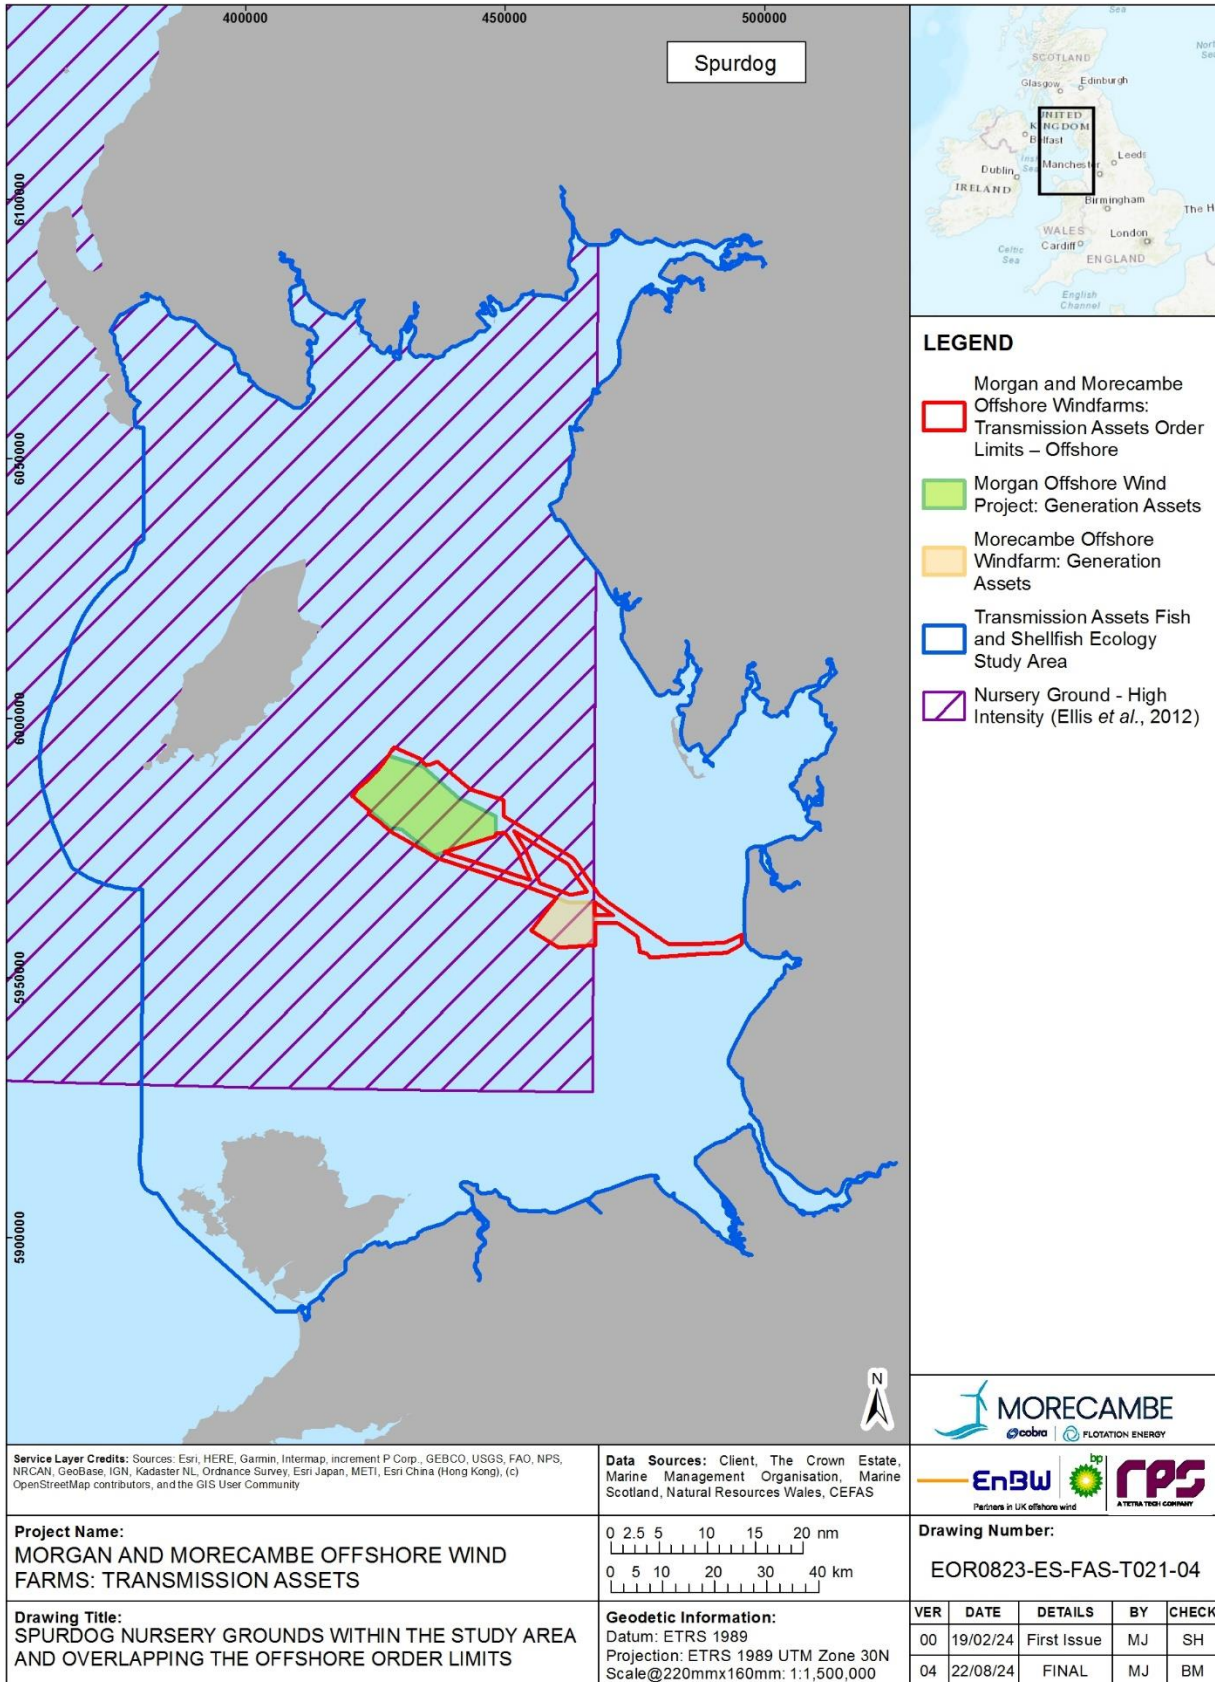 400000
450000
500000
Spurdog
6100000
6050000
6000000
5950000
5900000
N
Sea
North
Sea
SCOTLAND
Glasgow
Edinburgh
UNITED
KINGDOM
Belfast
Dublin
Manchester
Leeds
IRELAND
Birmingham
The H
WALES
London
Cardiff
Celtic
Sea
ENGLAND
English
Channel
LEGEND
Morgan and Morecambe
Offshore Windfarms:
Transmission Assets Order
Limits – Offshore
Morgan Offshore Wind
Project: Generation Assets
Morecambe Offshore
Windfarm: Generation
Assets
Transmission Assets Fish
and Shellfish Ecology
Study Area
Nursery Ground - High
Intensity (Ellis et al., 2012)
MORECAMBE
cobra
FLOTATION ENERGY
EnBW
bp
Partners in UK offshore wind
rps
A TETRA TECH COMPANY
Service Layer Credits: Sources: Esri, HERE, Garmin, Intermap, increment P Corp., GEBCO, USGS, FAO, NPS,
NRCAN, GeoBase, IGN, Kadaster NL, Ordnance Survey, Esri Japan, METI, Esri China (Hong Kong), (c)
OpenStreetMap contributors, and the GIS User Community
Data Sources: Client, The Crown Estate,
Marine Management Organisation, Marine
Scotland, Natural Resources Wales, CEFAS
Project Name:
MORGAN AND MORECAMBE OFFSHORE WIND
FARMS: TRANSMISSION ASSETS
0 2.5 5 10 15 20 nm
0 5 10 20 30 40 km
Drawing Number:
EOR0823-ES-FAS-T021-04
Drawing Title:
SPURDOG NURSERY GROUNDS WITHIN THE STUDY AREA
AND OVERLAPPING THE OFFSHORE ORDER LIMITS
Geodetic Information:
Datum: ETRS 1989
Projection: ETRS 1989 UTM Zone 30N
Scale@220mmx160mm: 1:1,500,000
VER DATE DETAILS BY CHECK
00 19/02/24 First Issue MJ SH
04 22/08/24 FINAL MJ BM